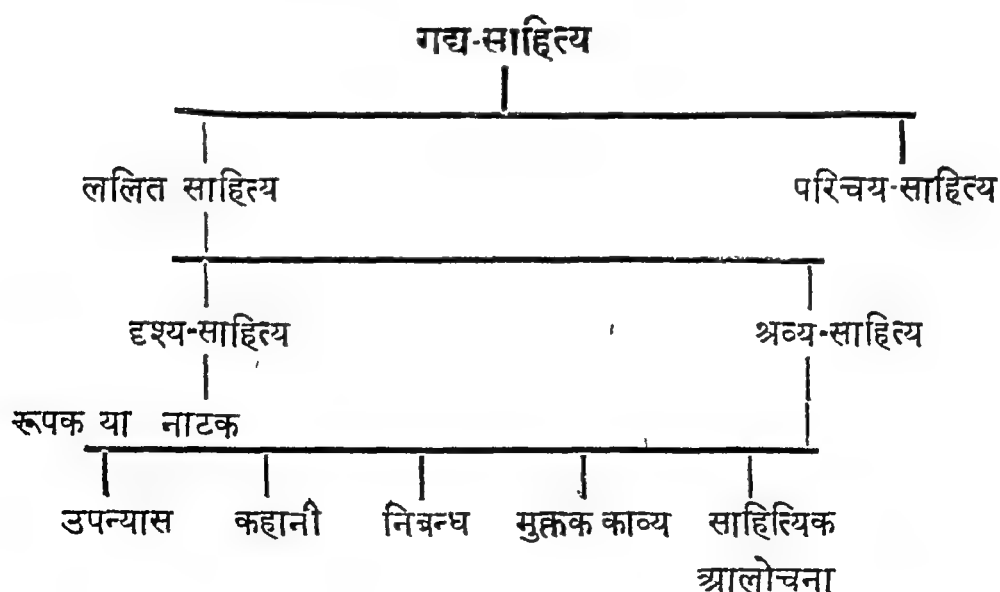 गद्य-साहित्य
ललित साहित्य
परिचय-साहित्य
दृश्य-साहित्य
श्रव्य-साहित्य
रूपक या नाटक
उपन्यास
कहानी
निबन्ध
मुक्तक काव्य
साहित्यिक
आलोचना